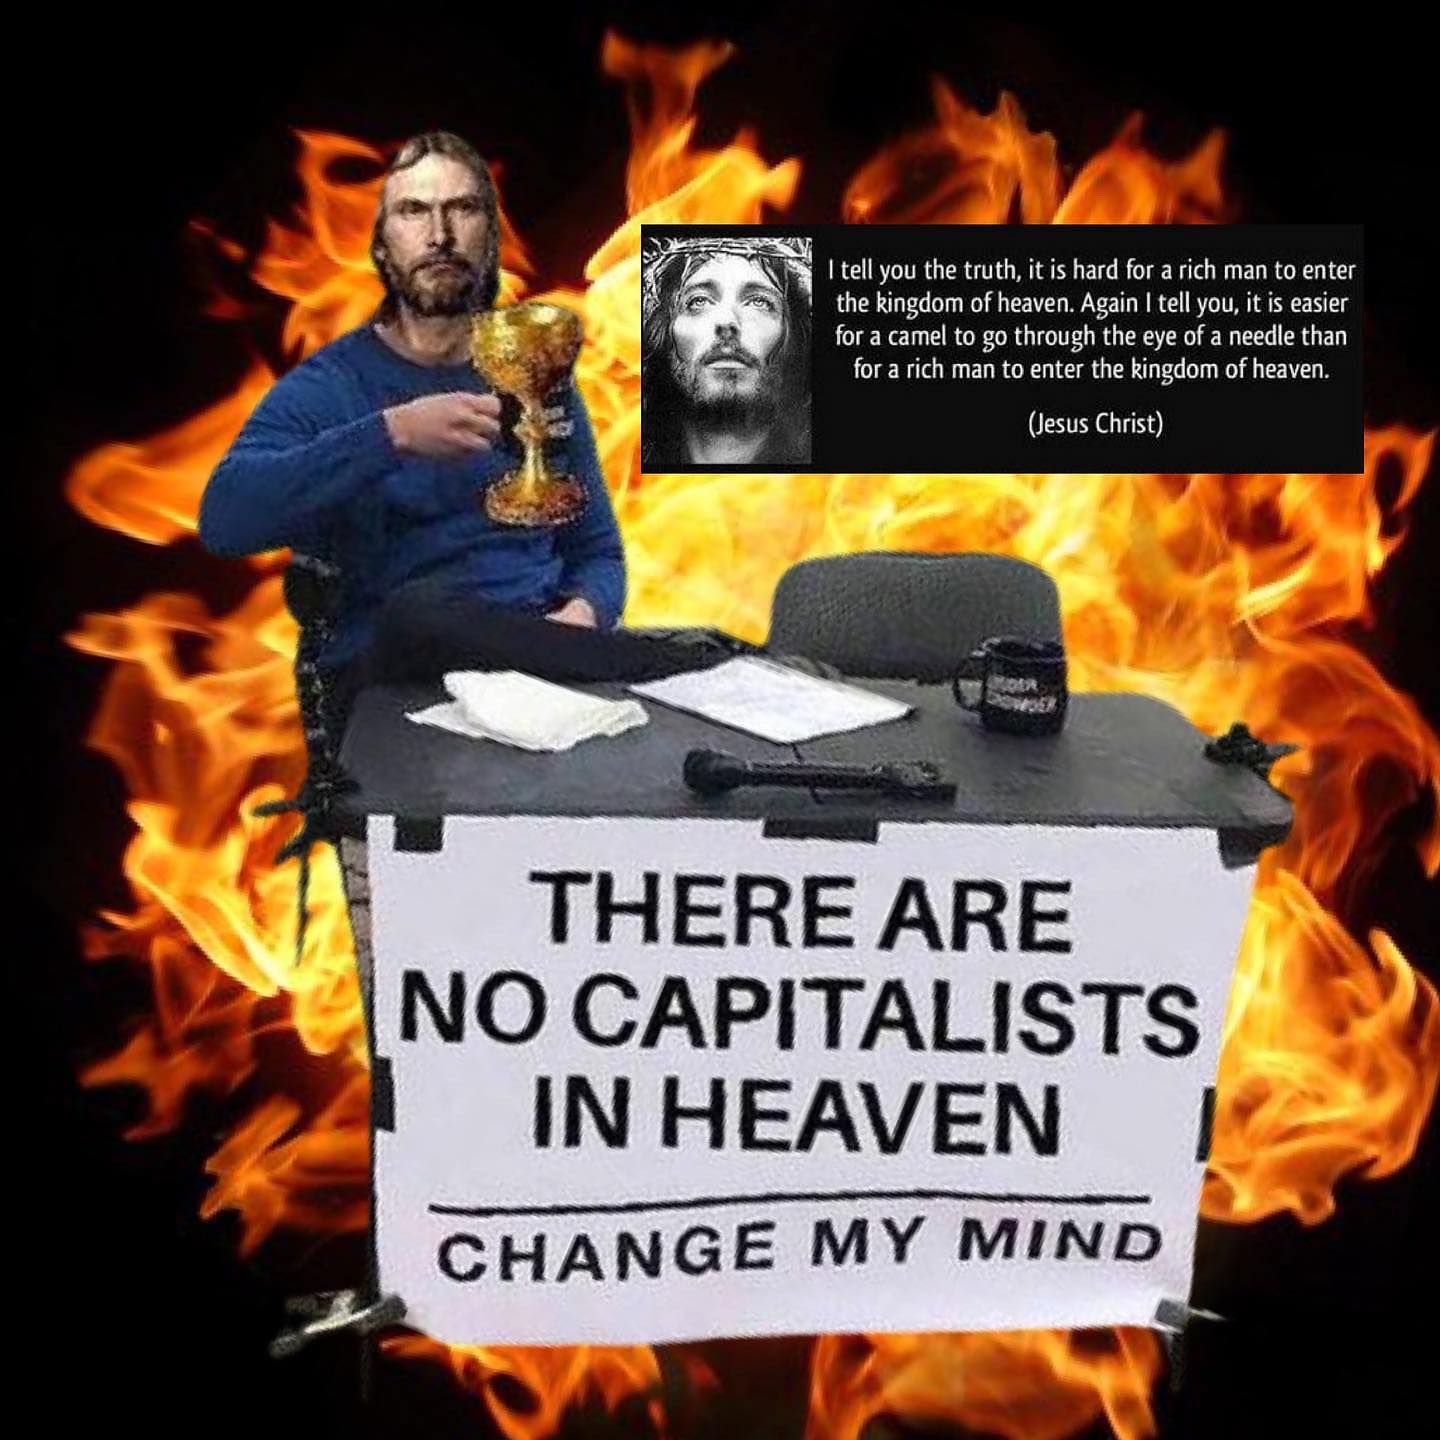 I tell you the truth, it is hard for a rich man to enter
the kingdom of heaven. Again I tell you, it is easier
for a camel to go through the eye of a needle than
for a rich man to enter the kingdom of heaven.
(Jesus Christ)
THERE ARE
NO CAPITALISTS
IN HEAVEN
CHANGE MY MIND